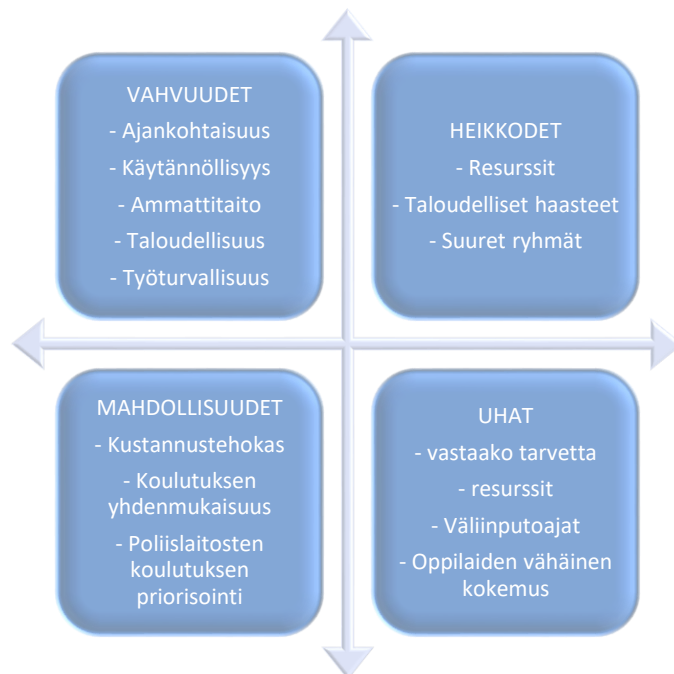 VAHVUUDET
- Ajankohtaisuus
- Käytännöllisyys
- Ammattitaito
- Taloudellisuus
- Työturvallisuus
HEIKKODET
- Resurssit
- Taloudelliset haasteet
- Suuret ryhmät
MAHDOLLISUUDET
- Kustannustehokas
- Koulutuksen
yhdenmukaisuus
- Poliislaitosten
koulutuksen
priorisointi
UHAT
- vastaako tarvetta
- resurssit
- Väliinputoajat
- Oppilaiden vähäinen
kokemus